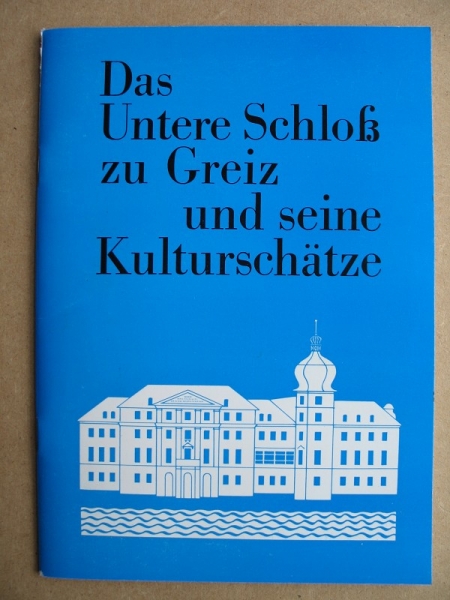 Das
Untere Schloß
zu Greiz
und seine
Kulturschätze